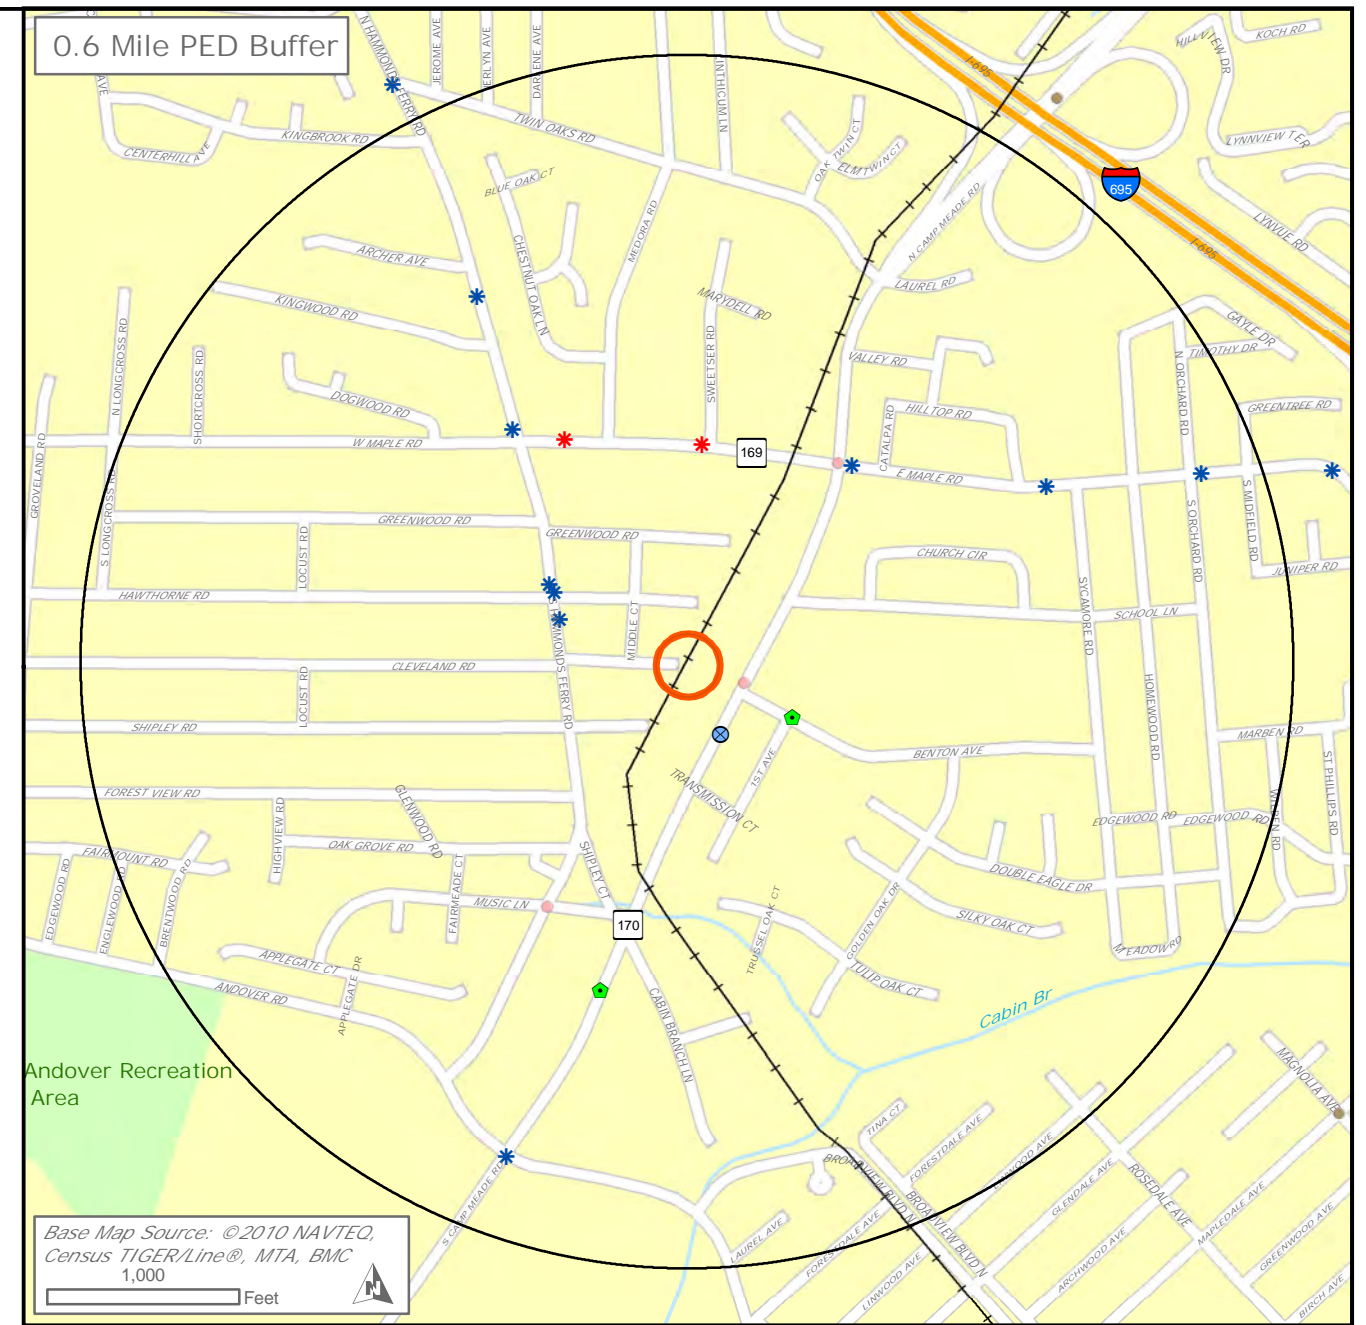 0.6 Mile PED Buffer
N HAMMONDS FERRY RD
JEROME AVE
DARLENE AVE
LINTHICUM LN
TWIN OAKS RD
KINGBROOK RD
CENTERHILL AVE
AVE
BLUE OAK CT
OAK TWIN CT
ELM TWIN CT
I-695
HILLVIEW DR
KOCH RD
LYNNVIEW TER
695
LYNVUE RD
I-695
N CAMP MEADE RD
LAUREL RD
MEDORA RD
CHESTNUT OAK LN
ARCHER AVE
KINGWOOD RD
MARYDELL RD
SWEETSER RD
N LONGCROSS RD
SHORTCROSS RD
DOGWOOD RD
GROVELAND RD
W MAPLE RD
169
VALLEY RD
HILLTOP RD
CATALPA RD
E MAPLE RD
GAYLE DR
TIMOTHY DR
N ORCHARD RD
GREENTREE RD
S LONGCROSS RD
GREENWOOD RD
GREENWOOD RD
LOCUST RD
HAWTHORNE RD
MIDDLE CT
S HAMMONDS FERRY RD
CHURCH CIR
SCHOOL LN
SYCAMORE RD
S ORCHARD RD
S MIDFIELD RD
JUNIPER RD
CLEVELAND RD
LOCUST RD
SHIPLEY RD
HOMEWOOD RD
MARBEN RD
BENTON AVE
1ST AVE
TRANSMISSION CT
FOREST VIEW RD
GLENWOOD RD
HIGHVIEW RD
OAK GROVE RD
SHIPLEY CT
EDGEWOOD RD
EDGEWOOD RD
WILBEN RD
ST PHILLIPS RD
FAIRMOUNT RD
EDGEWOOD RD
ENGLEWOOD RD
BRENTWOOD RD
FAIRMEADE CT
MUSIC LN
170
DOUBLE EAGLE DR
SILKY OAK CT
GOLDEN OAK DR
TRUSSEL OAK CT
TULIP OAK CT
MEADOW RD
APPLEGATE CT
APPLEGATE DR
ANDOVER RD
CABIN BRANCH LN
Cabin Br
Andover Recreation
Area
S CAMP MEADE RD
TINA CT
FORESTDALE AVE
LINWOOD AVE
GLENDALE AVE
ROSEDALE AVE
MAGNOLIA AVE
BROADVIEW BLVD N
BROADVIEW BLVD N
LAUREL AVE
FORESTDALE AVE
LINWOOD AVE
ARCHWOOD AVE
MAPLEDALE AVE
GREENWOOD AVE
BIRCH AVE
Base Map Source: ©2010 NAVTEQ,
Census TIGER/Line®, MTA, BMC
1,000
Feet
N